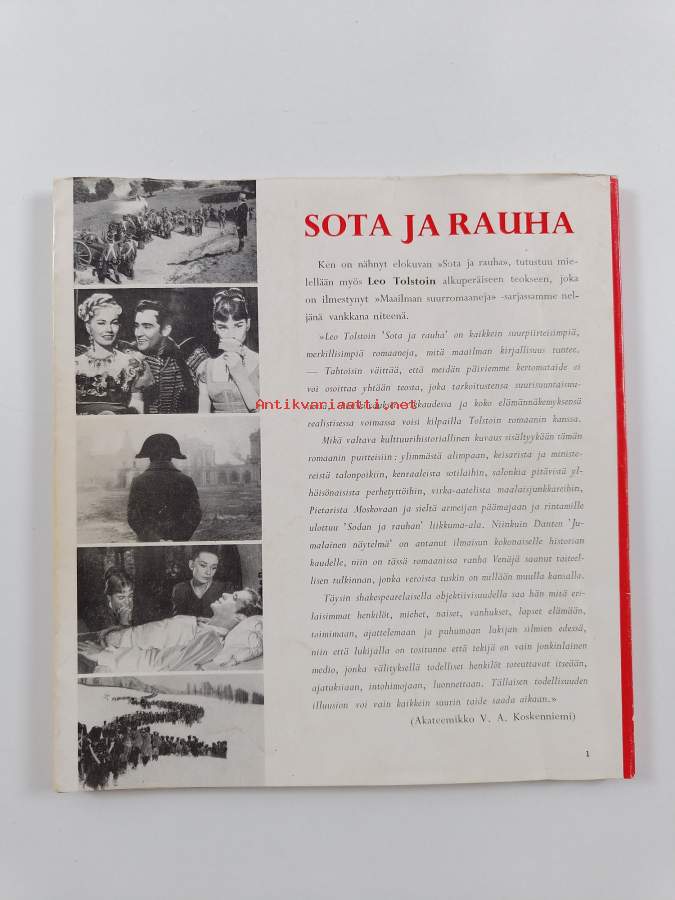 SOTA JA RAUHA
Ken on nähnyt elokuvan »Sota ja rauha», tutustuu mie-
lellään myös Leo Tolstoin alkuperäiseen teokseen, joka
on ilmestynyt »Maailman suurromaaneja» -sarjassamme nel-
jänä vankkana niteenä.
»Leo Tolstoin 'Sota ja rauha' on kaikkein suurpiirteisimpiä,
merkillisimpiä romaaneja, mitä maailman kirjallisuus tuntee.
— Tahtoisin väittää, että meidän päiviemme kertomataide ei
voi osoittaa yhtään teosta, joka tarkoitustensa suurisuuntaisuu-
Antikvariaatti.net
kaudessa ja koko elämännäkemyksensä
realistisessa voimassa voisi kilpailla Tolstoin romaanin kanssa.
Mikä valtava kulttuurihistoriallinen kuvaus sisältyykään tämän
romaanin puitteisiin: ylimmästä alimpaan, keisarista ja ministe-
reistä talonpoikiin, kenraaleista sotilaihin, salonkia pitävistä yl-
häisönaisista perhetyttöihin, virka-aatelista maalaisjunkkareihin,
Pietarista Moskovaan ja sieltä armeijan päämajaan ja rintamille
ulottuu 'Sodan ja rauhan' liikkuma-ala. Niinkuin Danten 'Ju-
malainen näytelmä' on antanut ilmaisun kokonaiselle historian
kaudelle, niin on tässä romaanissa vanha Venäjä saanut taiteel-
lisen tulkinnan, jonka veroista tuskin on millään muulla kansalla.
Täysin shakespearelaisella objektiivisuudella saa hän mitä eri-
laisimmat henkilöt, miehet, naiset, vanhukset, lapset elämään,
toimimaan, ajattelemaan ja puhumaan lukijan silmien edessä,
niin että lukijalla on tositunne että tekijä on vain jonkinlainen
medio, jonka välityksellä todelliset henkilöt toteuttavat itseään,
ajatuksiaan, intohimojaan, luonnettaan. Tällaisen todellisuuden
illuusion voi vain kaikkein suurin taide saada aikaan.»
(Akateemikko V. A. Koskenniemi)
1